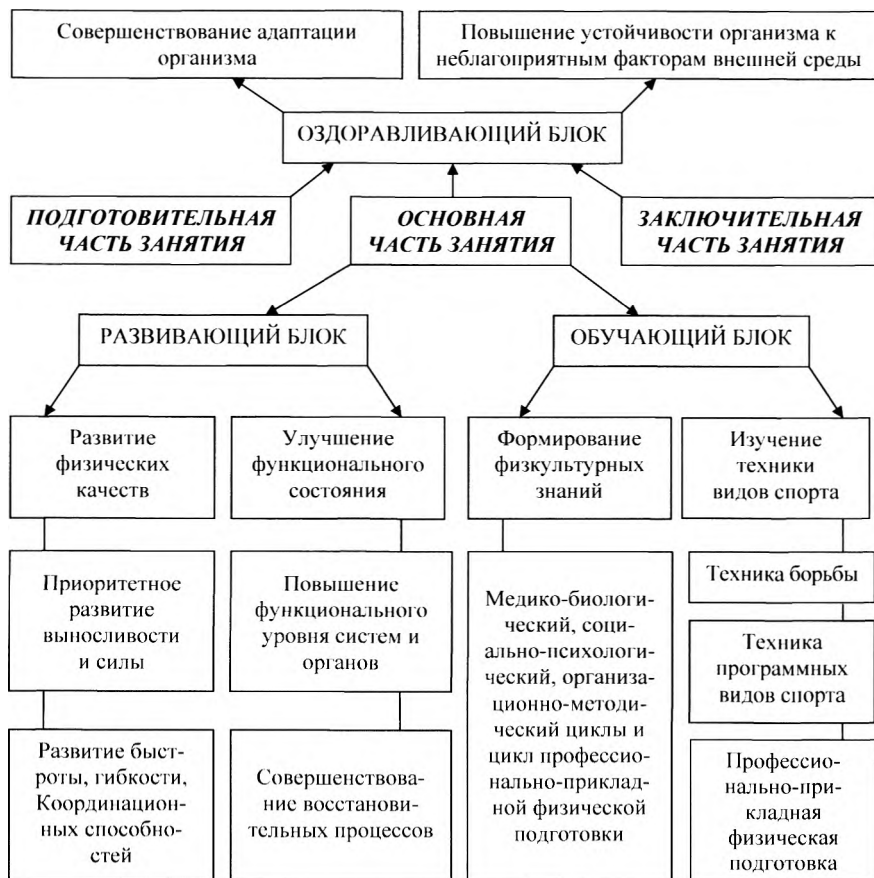 Совершенствование адаптации
организма
Повышение устойчивости организма к
неблагоприятным факторам внешней среды
ОЗДОРАВЛИВАЮЩИЙ БЛОК
ПОДГОТОВИТЕЛЬНАЯ
ЧАСТЬ ЗАНЯТИЯ
ОСНОВНАЯ
ЧАСТЬ ЗАНЯТИЯ
ЗАКЛЮЧИТЕЛЬНАЯ
ЧАСТЬ ЗАНЯТИЯ
РАЗВИВАЮЩИЙ БЛОК
ОБУЧАЮЩИЙ БЛОК
Развитие
физических
качеств
Улучшение
функционального
состояния
Формирование
физкультурных
знаний
Изучение
техники
видов спорта
Приоритетное
развитие
выносливости
и силы
Повышение
функционального
уровня систем и
органов
Медико-биологи-
ческий, соци-
ально-психоло-
гический, организа-
ционно-методи-
ческий циклы и
цикл профессио-
нально-приклад-
ной физической
подготовки
Техника борьбы
Техника
программных
видов спорта
Развитие быст-
роты, гибкости,
Координацион-
ных способно-
стей
Совершенствова-
ние восстанови-
тельных процессов
Профессио-
нально-при-
кладная
физическая
подготовка